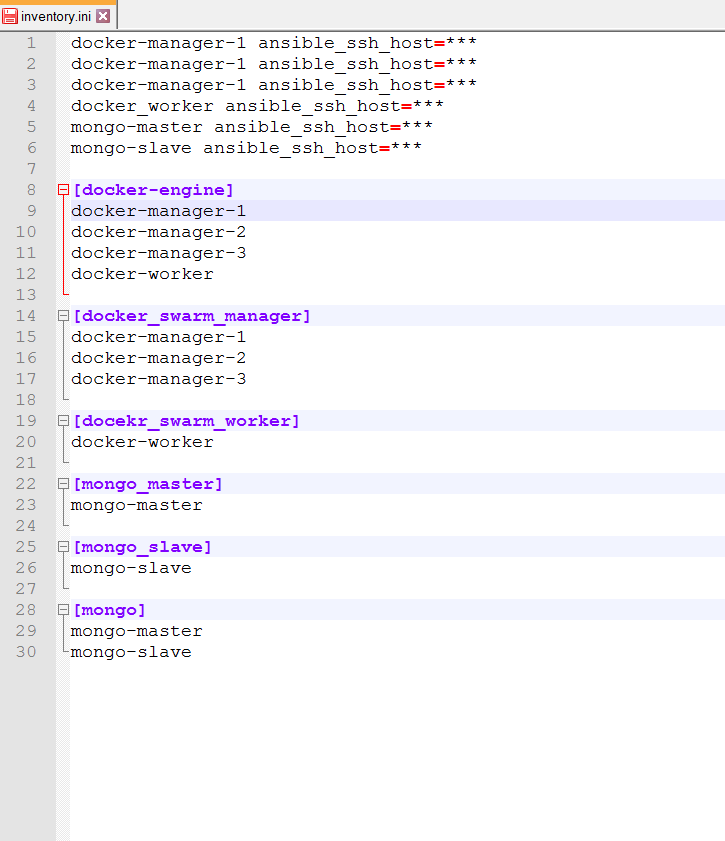 inventory.ini
1 docker-manager-1 ansible_ssh_host=***
2 docker-manager-1 ansible_ssh_host=***
3 docker-manager-1 ansible_ssh_host=***
4 docker_worker ansible_ssh_host=***
5 mongo-master ansible_ssh_host=***
6 mongo-slave ansible_ssh_host=***
7
8 [docker-engine]
9 docker-manager-1
10 docker-manager-2
11 docker-manager-3
12 docker-worker
13
14 [docker_swarm_manager]
15 docker-manager-1
16 docker-manager-2
17 docker-manager-3
18
19 [docekr_swarm_worker]
20 docker-worker
21
22 [mongo_master]
23 mongo-master
24
25 [mongo_slave]
26 mongo-slave
27
28 [mongo]
29 mongo-master
30 mongo-slave